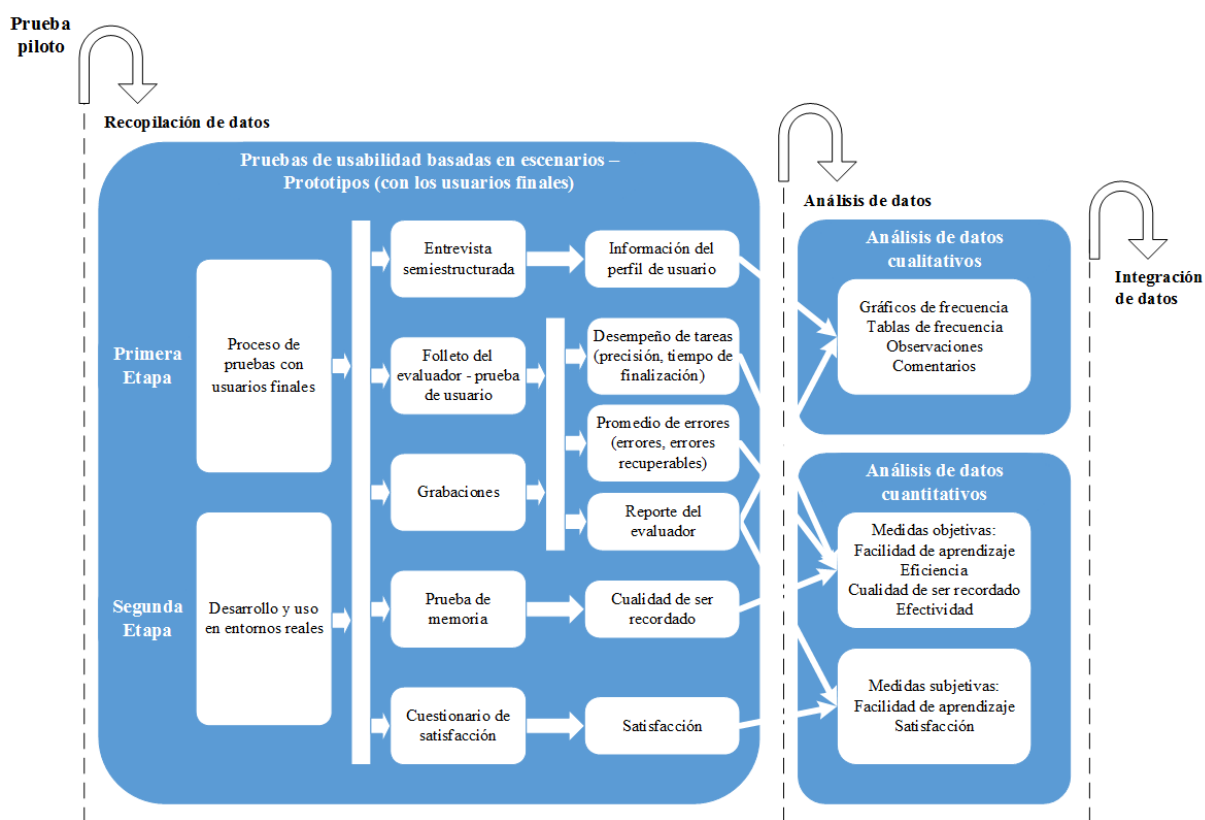 Prueba
piloto
Recopilación de datos
Pruebas de usabilidad basadas en escenarios –
Prototipos (con los usuarios finales)
Primera
Etapa
Proceso de
pruebas con
usuarios finales
Segunda
Etapa
Desarrollo y uso
en entornos reales
Entrevista
semiestructurada
Folleto del
evaluador - prueba
de usuario
Grabaciones
Prueba de
memoria
Cuestionario de
satisfacción
Información del
perfil de usuario
Desempeño de tareas
(precisión, tiempo de
finalización)
Promedio de errores
(errores, errores
recuperables)
Reporte del
evaluador
Cualidad de ser
recordado
Satisfacción
Análisis de datos
Análisis de datos
cualitativos
Gráficos de frecuencia
Tablas de frecuencia
Observaciones
Comentarios
Análisis de datos
cuantitativos
Medidas objetivas:
Facilidad de aprendizaje
Eficiencia
Cualidad de ser recordado
Efectividad
Medidas subjetivas:
Facilidad de aprendizaje
Satisfacción
Integración
de datos